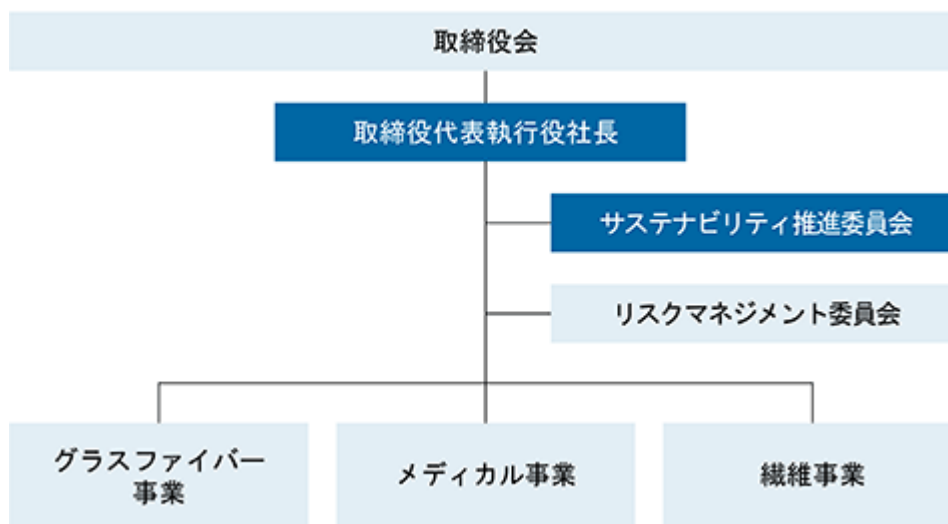 取締役会
取締役代表執行役社長
サステナビリティ推進委員会
リスクマネジメント委員会
グラスファイバー
事業
メディカル事業
繊維事業